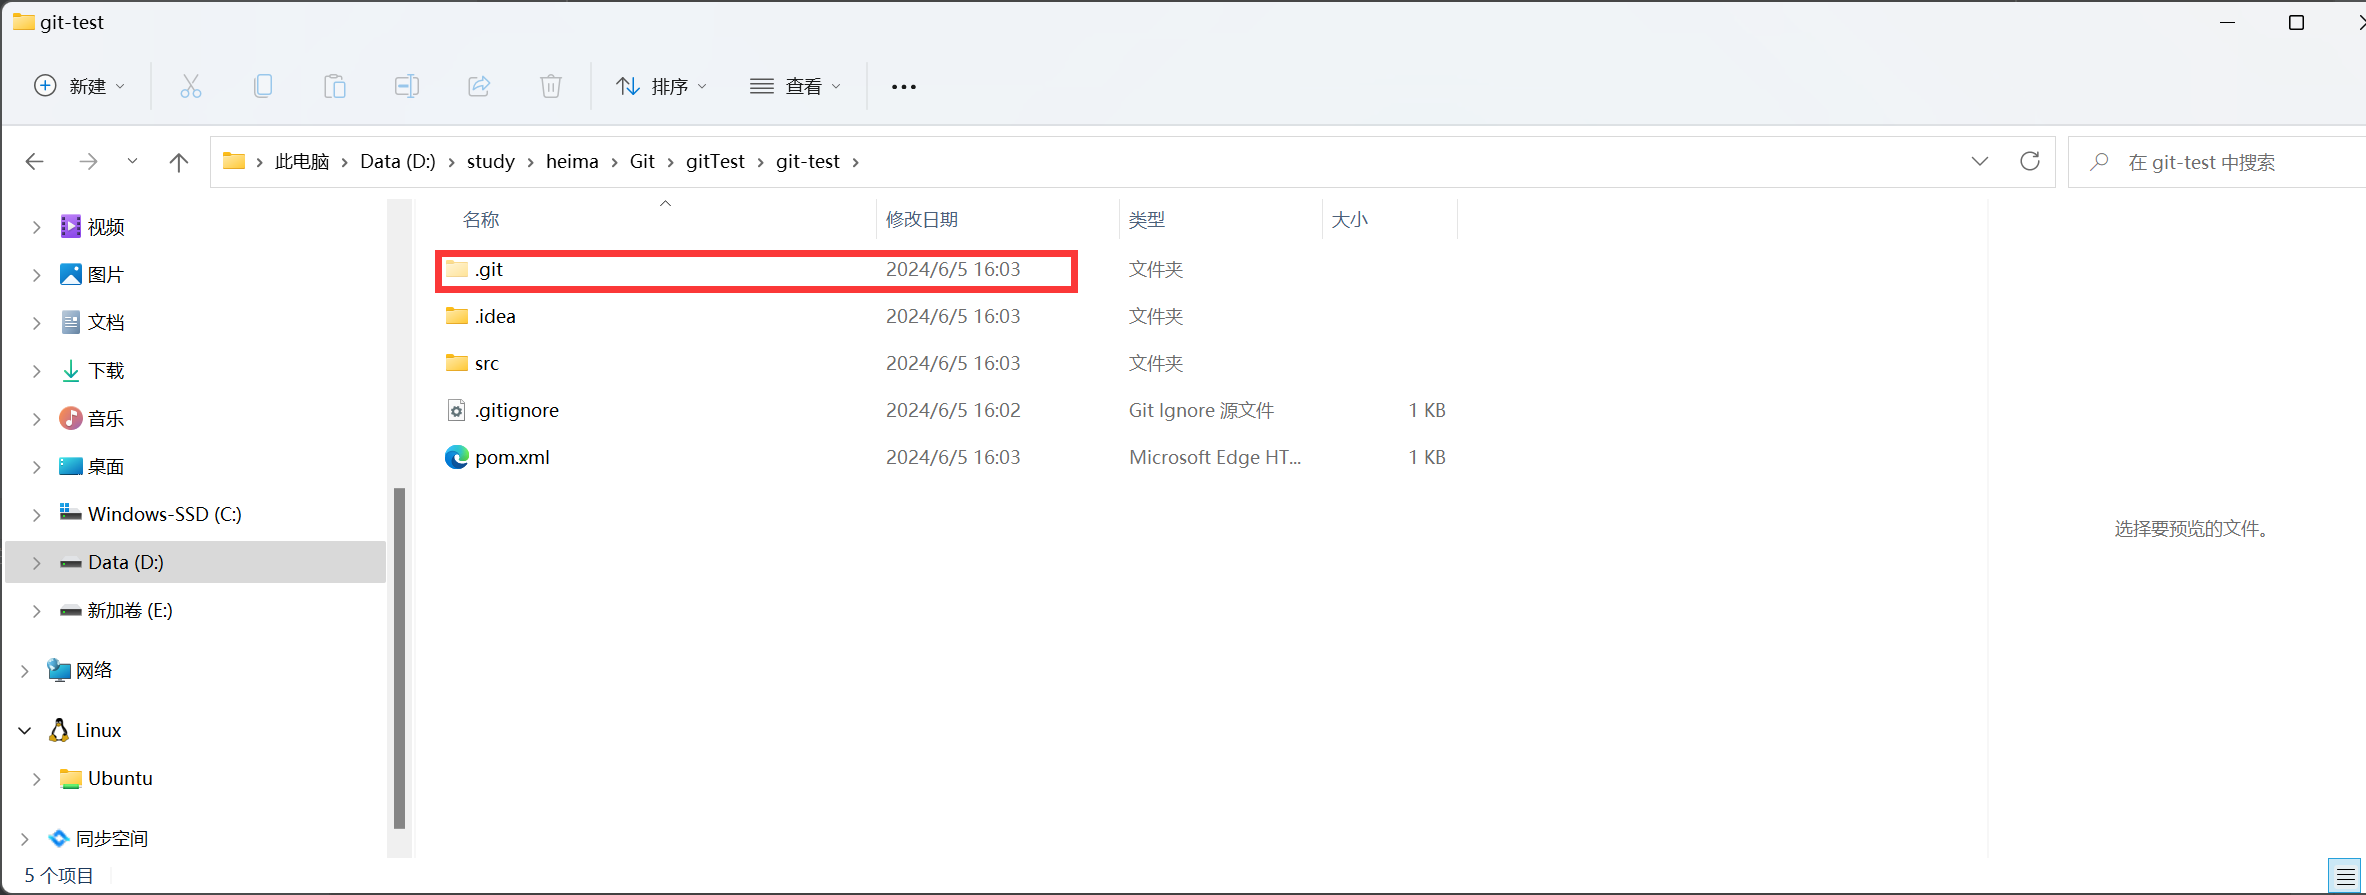 git-test
新建 排序 查看
此电脑 Data (D:) study heima Git gitTest git-test 在 git-test 中搜索
视频
图片
文档
下载
音乐
桌面
Windows-SSD (C:)
Data (D:)
新加卷 (E:)
网络
Linux
Ubuntu
同步空间
名称 修改日期 类型 大小
.git 2024/6/5 16:03 文件夹
.idea 2024/6/5 16:03 文件夹
src 2024/6/5 16:03 文件夹
.gitignore 2024/6/5 16:02 Git Ignore 源文件 1 KB
pom.xml 2024/6/5 16:03 Microsoft Edge HT... 1 KB
选择要预览的文件。
5 个项目